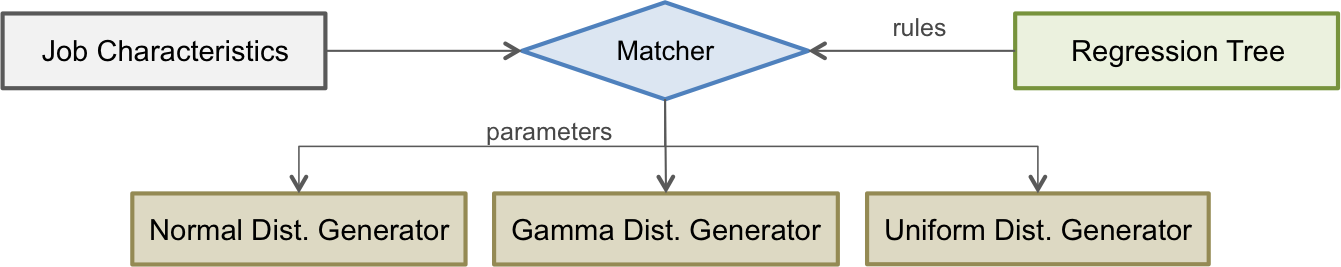 Job Characteristics
Matcher
rules
Regression Tree
parameters
Normal Dist. Generator
Gamma Dist. Generator
Uniform Dist. Generator